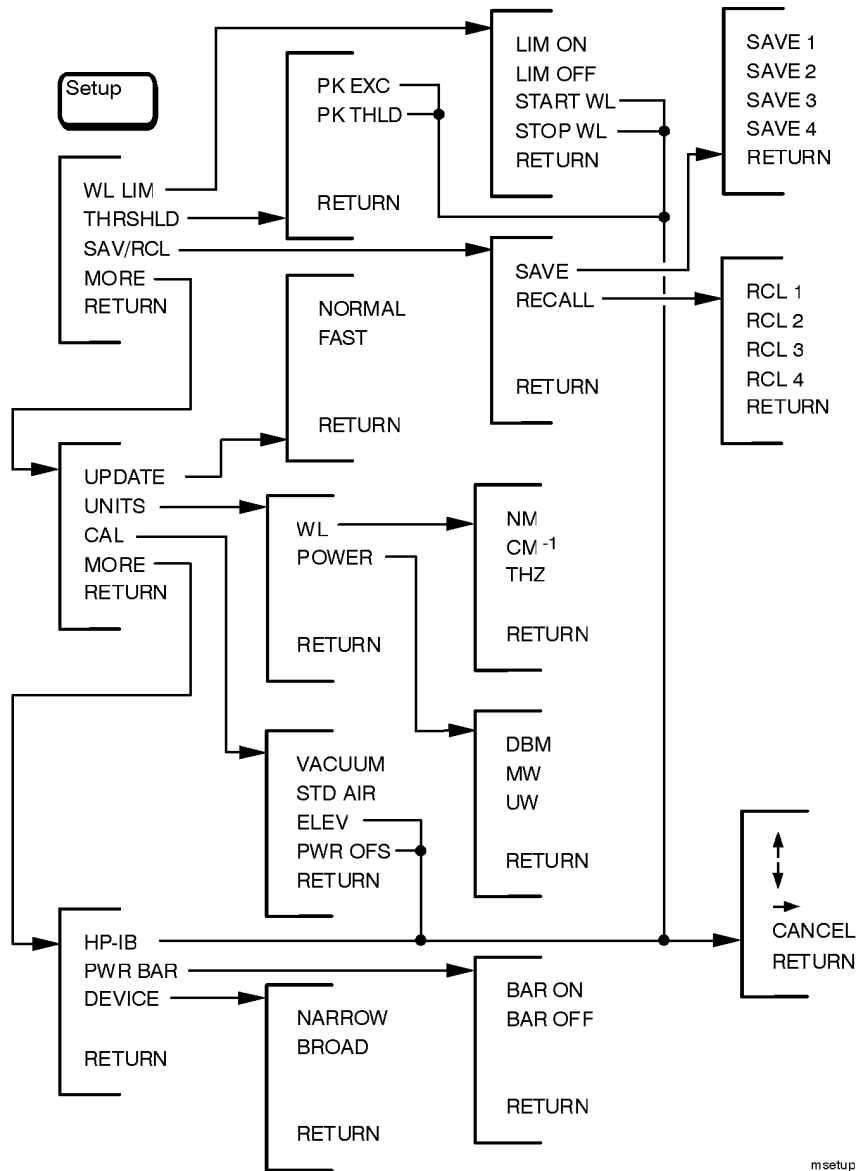 Setup
WL LIM
THRSHLD
SAV/RCL
MORE
RETURN
PK EXC
PK THLD
RETURN
LIM ON
LIM OFF
START WL
STOP WL
RETURN
SAVE 1
SAVE 2
SAVE 3
SAVE 4
RETURN
SAVE
RECALL
RETURN
RCL 1
RCL 2
RCL 3
RCL 4
RETURN
NORMAL
FAST
RETURN
UPDATE
UNITS
CAL
MORE
RETURN
WL
POWER
RETURN
NM
CM -1
THZ
RETURN
VACUUM
STD AIR
ELEV
PWR OFS
RETURN
DBM
MW
UW
RETURN
HP-IB
PWR BAR
DEVICE
RETURN
NARROW
BROAD
RETURN
BAR ON
BAR OFF
RETURN
CANCEL
RETURN
msetup